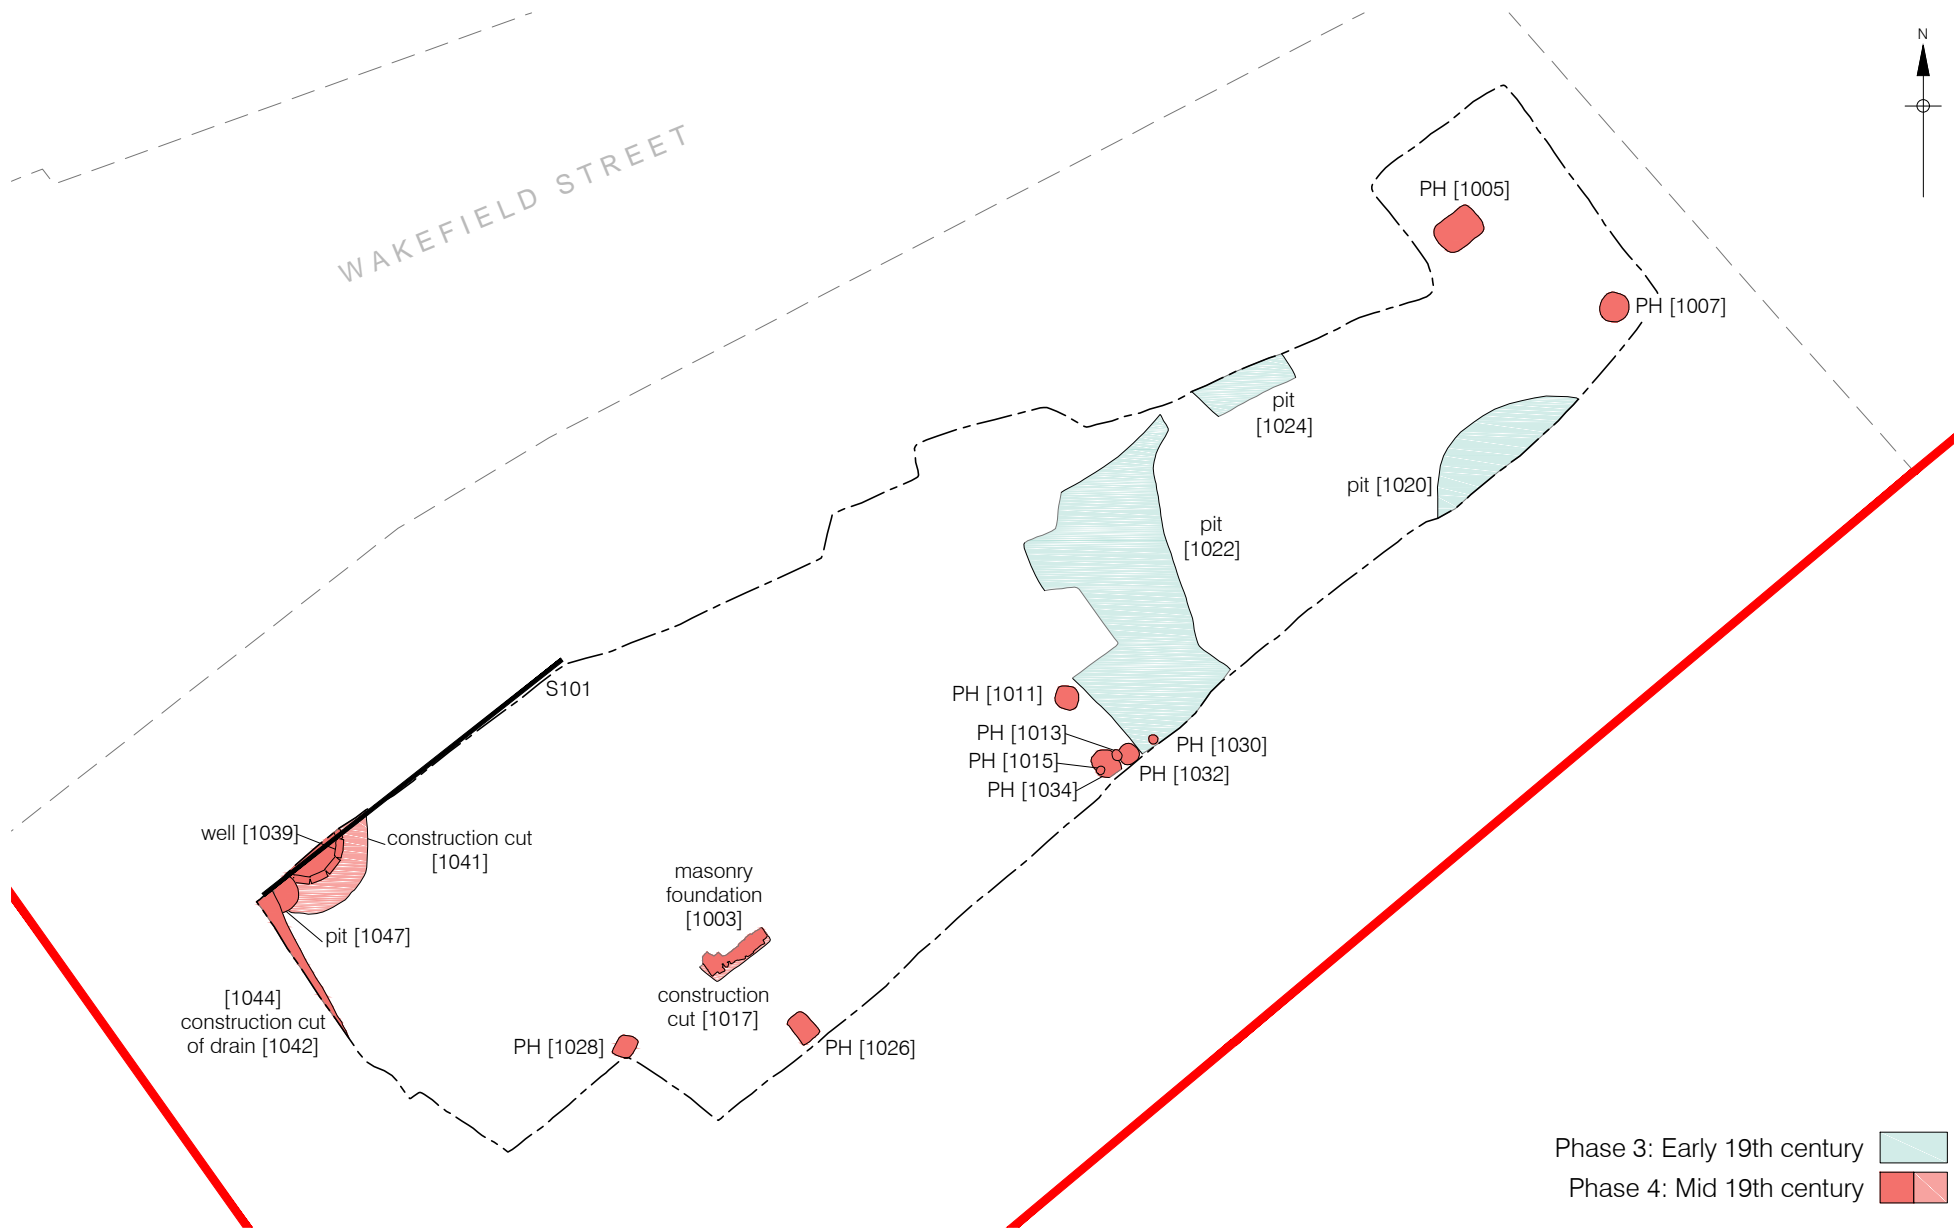 N
WAKEFIELD STREET
PH [1005]
PH [1007]
pit
[1024]
pit [1020]
pit
[1022]
S101
PH [1011]
PH [1013]
PH [1015]
PH [1034]
PH [1030]
PH [1032]
well [1039]
construction cut
[1041]
masonry
foundation
[1003]
pit [1047]
construction
cut [1017]
[1044]
construction cut
of drain [1042]
PH [1028]
PH [1026]
Phase 3: Early 19th century
Phase 4: Mid 19th century